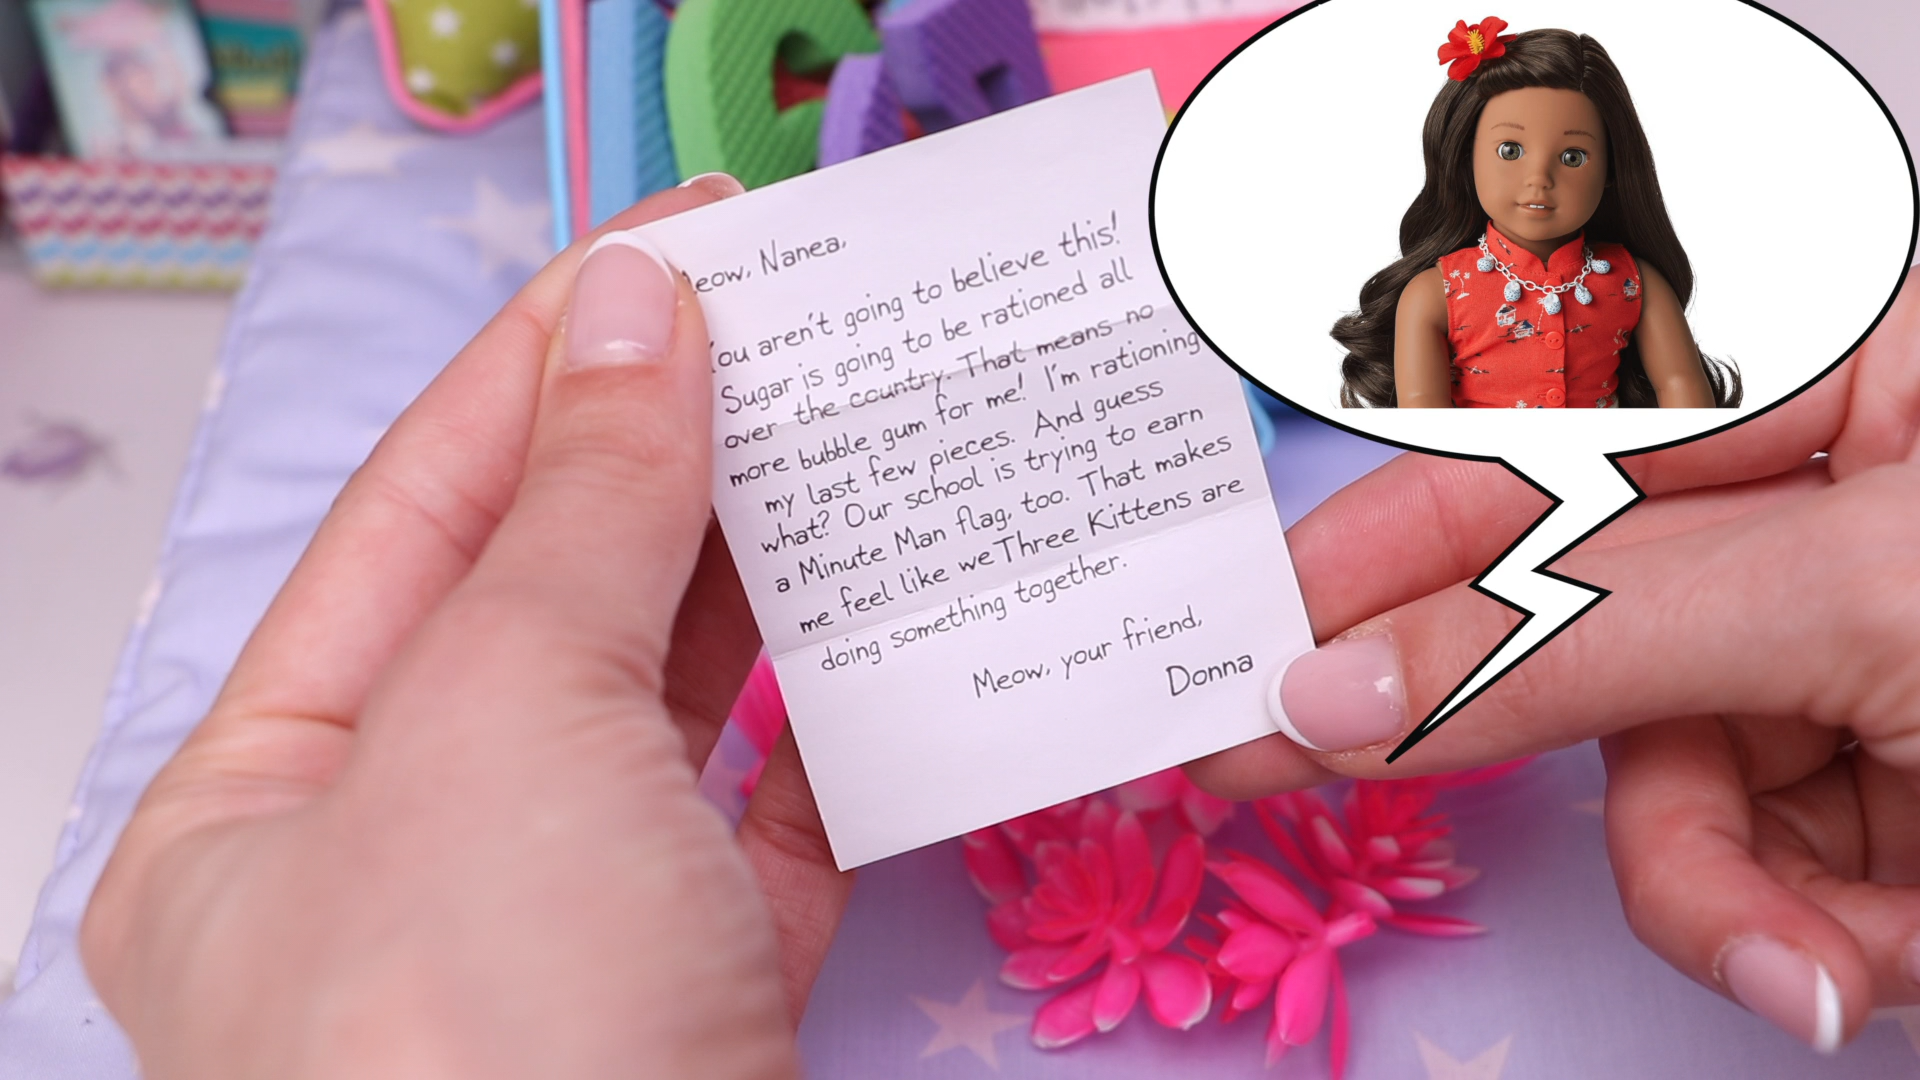 Meow, Nanea,
You aren't going to believe this!
Sugar is going to be rationed all
over the country. That means no
more bubble gum for me! I'm rationing
my last few pieces. And guess
what? Our school is trying to earn
a Minute Man flag, too. That makes
me feel like we Three Kittens are
doing something together.
Meow, your friend,
Donna